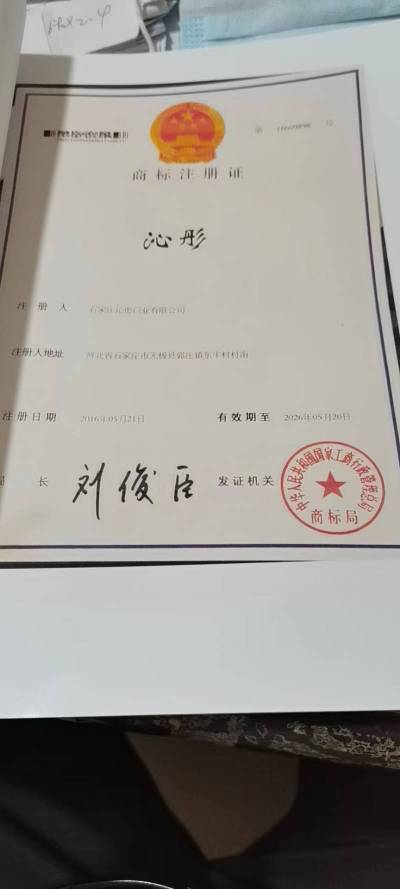 第 号
商标注册证
沁彤
注 册 人 石家庄沁彤门业有限公司
注册人地址 河北省石家庄市无极县郭庄镇东牛村村南
注册日期 2016年05月21日 有效期至 2026年05月20日
长 刘俊臣 发证机关
中华人民共和国国家工商行政管理总局
商标局